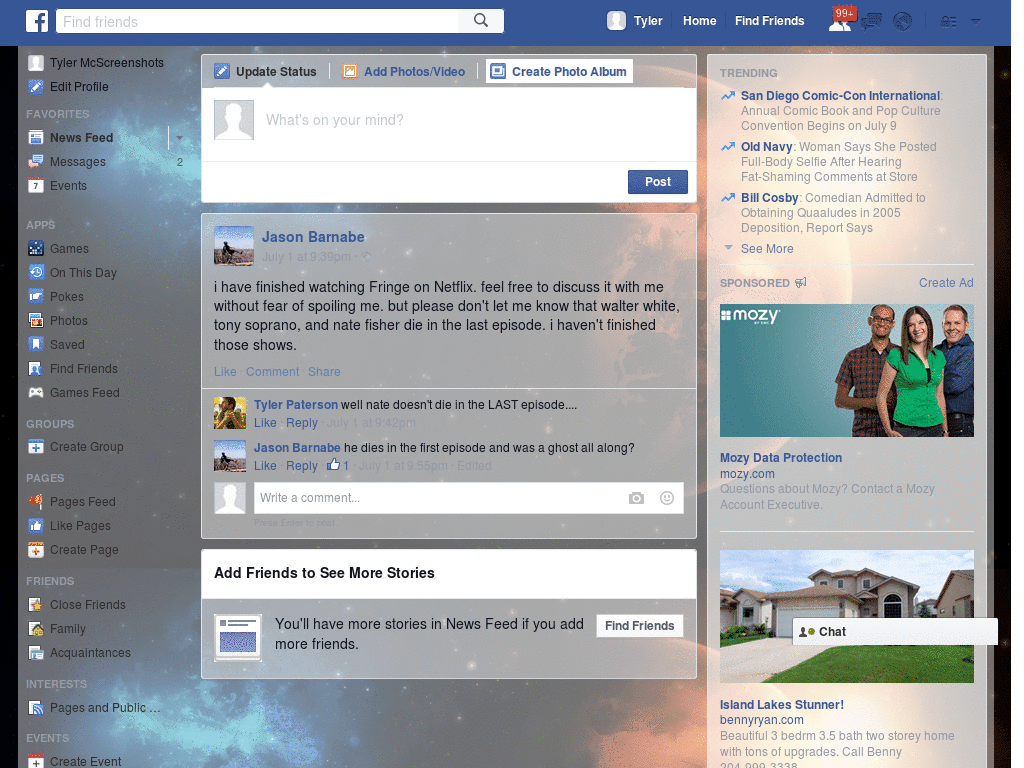 Find friends
Tyler
Home
Find Friends
99+
Tyler McScreenshots
Edit Profile
FAVORITES
News Feed
Messages
2
Events
APPS
Games
On This Day
Pokes
Photos
Saved
Find Friends
Games Feed
GROUPS
Create Group
PAGES
Pages Feed
Like Pages
Create Page
FRIENDS
Close Friends
Family
Acquaintances
INTERESTS
Pages and Public ...
EVENTS
Create Event
Update Status
Add Photos/Video
Create Photo Album
What's on your mind?
Post
Jason Barnabe
July 1 at 9:39pm ·
i have finished watching Fringe on Netflix. feel free to discuss it with me
without fear of spoiling me. but please don't let me know that walter white,
tony soprano, and nate fisher die in the last episode. i haven't finished
those shows.
Like · Comment · Share
Tyler Paterson well nate doesn't die in the LAST episode....
Like · Reply · July 1 at 9:42pm
Jason Barnabe he dies in the first episode and was a ghost all along?
Like · Reply · 1 · July 1 at 9:55pm · Edited
Write a comment...
Press Enter to post.
Add Friends to See More Stories
You'll have more stories in News Feed if you add
more friends.
Find Friends
TRENDING
San Diego Comic-Con International:
Annual Comic Book and Pop Culture
Convention Begins on July 9
Old Navy: Woman Says She Posted
Full-Body Selfie After Hearing
Fat-Shaming Comments at Store
Bill Cosby: Comedian Admitted to
Obtaining Quaaludes in 2005
Deposition, Report Says
See More
SPONSORED
Create Ad
mozy
BY EMC
Mozy Data Protection
mozy.com
Questions about Mozy? Contact a Mozy
Account Executive.
Chat
Island Lakes Stunner!
bennyryan.com
Beautiful 3 bedrm 3.5 bath two storey home
with tons of upgrades. Call Benny
204-999-3338